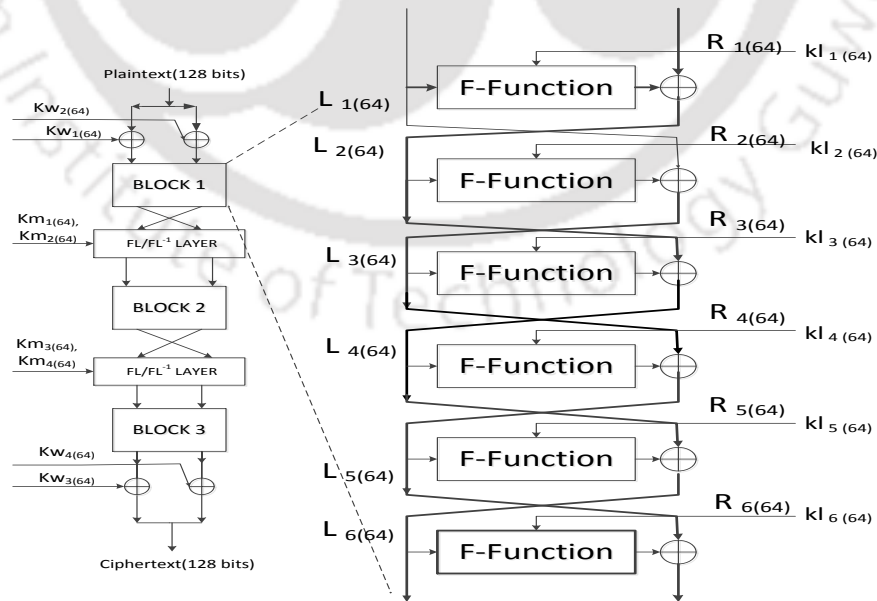 Plaintext(128 bits)
Kw2(64)
Kw1(64)
BLOCK 1
Km1(64),
Km2(64)
FL/FL-1 LAYER
BLOCK 2
Km3(64),
Km4(64)
FL/FL-1 LAYER
BLOCK 3
Kw4(64)
Kw3(64)
Ciphertext(128 bits)
L 1(64)
R 1(64)
kl 1 (64)
F-Function
L 2(64)
R 2(64)
kl 2 (64)
F-Function
L 3(64)
R 3(64)
kl 3 (64)
F-Function
L 4(64)
R 4(64)
kl 4 (64)
F-Function
L 5(64)
R 5(64)
kl 5 (64)
F-Function
L 6(64)
R 6(64)
kl 6 (64)
F-Function
Institute of Technology Guw